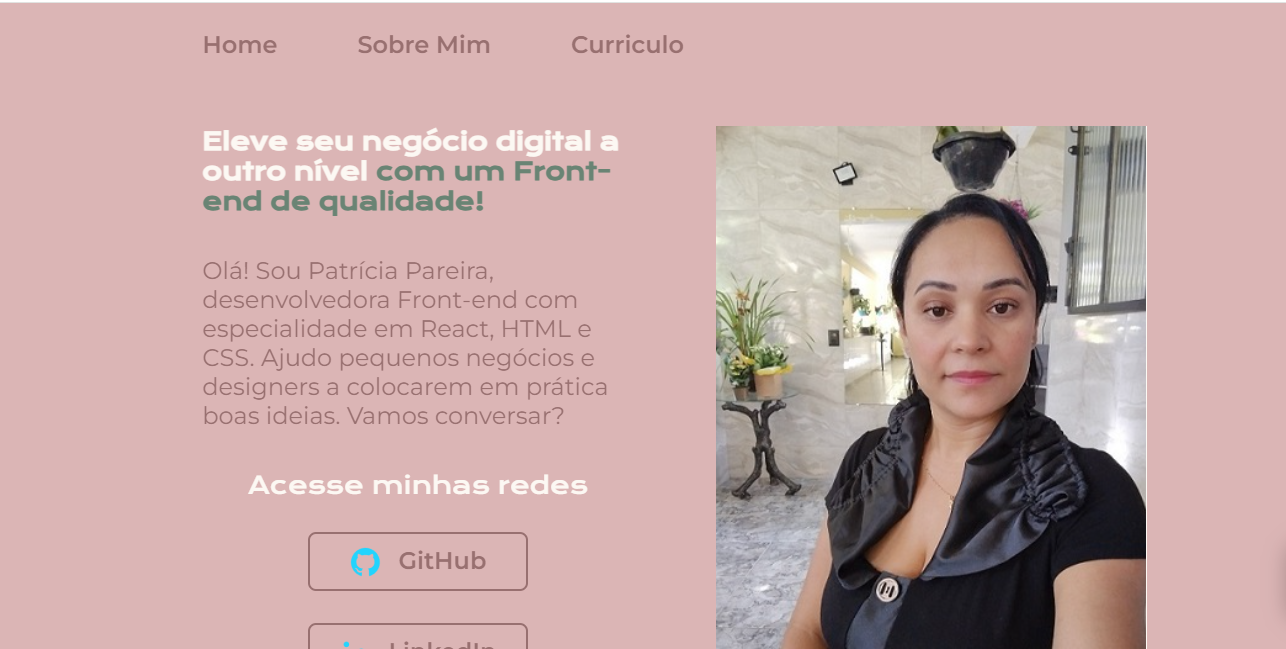 Home Sobre Mim Curriculo
Eleve seu negócio digital a
outro nível com um Front-
end de qualidade!
Olá! Sou Patrícia Pareira,
desenvolvedora Front-end com
especialidade em React, HTML e
CSS. Ajudo pequenos negócios e
designers a colocarem em prática
boas ideias. Vamos conversar?
Acesse minhas redes
GitHub
LinkedIn